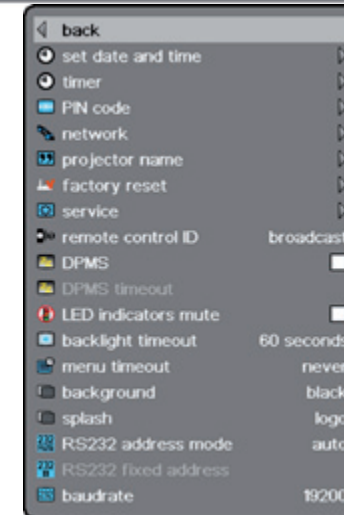 back
set date and time
timer
PIN code
network
projector name
factory reset
service
remote control ID broadcast
DPMS
DPMS timeout
LED indicators mute
backlight timeout 60 seconds
menu timeout never
background black
splash logo
RS232 address mode auto
RS232 fixed address
baudrate 19200